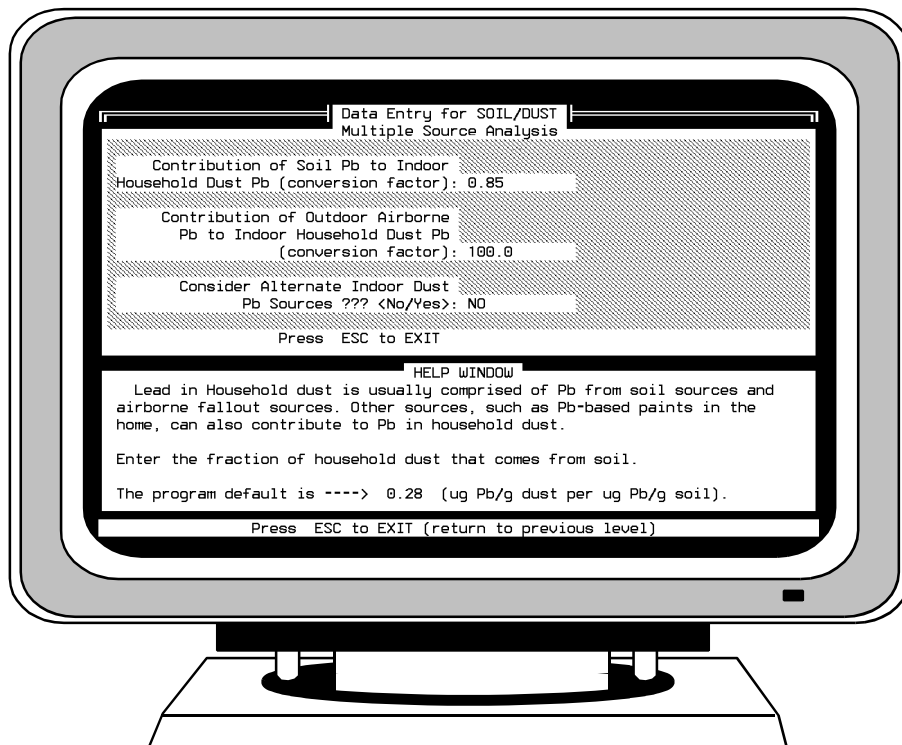 Data Entry for SOIL/DUST
Multiple Source Analysis
Contribution of Soil Pb to Indoor
Household Dust Pb (conversion factor): 0.85
Contribution of Outdoor Airborne
Pb to Indoor Household Dust Pb
(conversion factor): 100.0
Consider Alternate Indoor Dust
Pb Sources ??? <No/Yes>: NO
Press ESC to EXIT
HELP WINDOW
Lead in Household dust is usually comprised of Pb from soil sources and
airborne fallout sources. Other sources, such as Pb-based paints in the
home, can also contribute to Pb in household dust.
Enter the fraction of household dust that comes from soil.
The program default is ----> 0.28 (ug Pb/g dust per ug Pb/g soil).
Press ESC to EXIT (return to previous level)